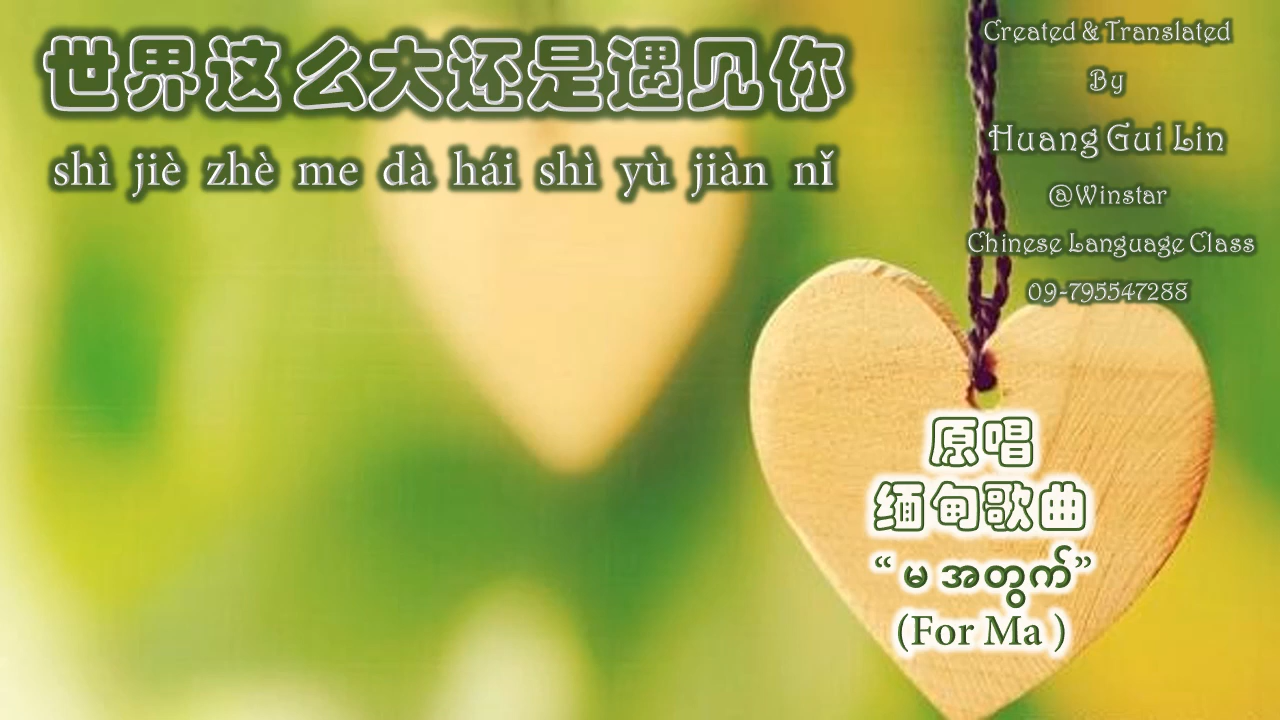 世界这么大还是遇见你
shì jiè zhè me dà hái shì yù jiàn nǐ
Created & Translated
By
Huang Gui Lin
@Winstar
Chinese Language Class
09-795547288
原唱
缅甸歌曲
“ မ အတွက်”
(For Ma )